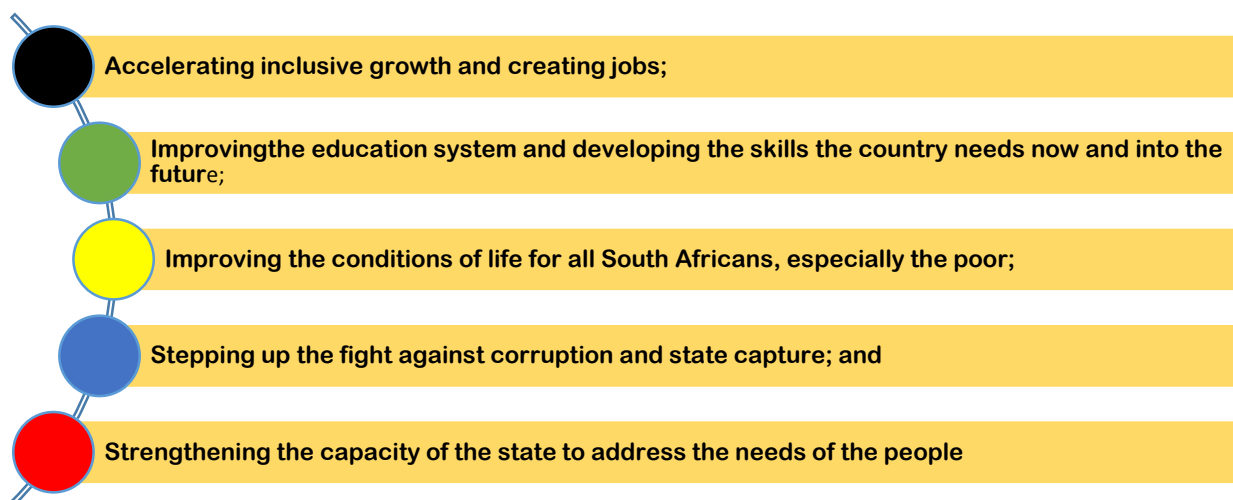 Accelerating inclusive growth and creating jobs;
Improvingthe education system and developing the skills the country needs now and into the
future;
Improving the conditions of life for all South Africans, especially the poor;
Stepping up the fight against corruption and state capture; and
Strengthening the capacity of the state to address the needs of the people